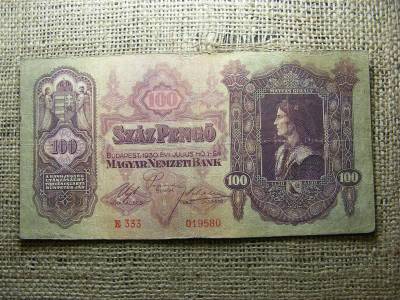 MÁTYÁS KIRÁLY
100
SZÁZ PENGŐ
100
BUDAPEST, 1930. ÉVI JÚLIUS HÓ 1-ÉN
MAGYAR NEMZETI BANK
100
100
E 333
019580